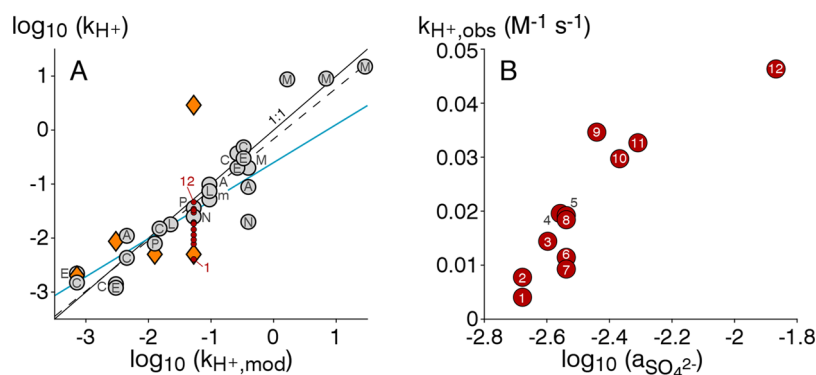 log10 (kH+)
kH+,obs (M-1 s-1)
A
B
1:1
1
0
-1
-2
-3
-3
-2
-1
0
1
log10 (kH+,mod)
M
M
M
C
C
E
E
M
A
A
L
m
12
P
N
N
C
L
A
P
C
E
C
C
E
1
0.05
0.04
0.03
0.02
0.01
0
-2.8
-2.6
-2.4
-2.2
-2
-1.8
log10 (aSO42-)
12
9
11
10
5
4
8
3
6
7
2
1